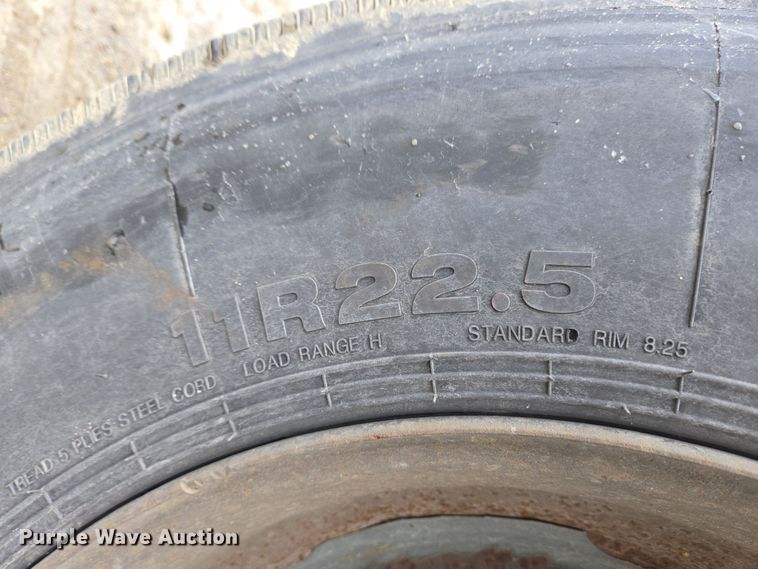 11R22.5
TREAD 5 PLIES STEEL CORD LOAD RANGE H STANDARD RIM 8.25
Purple Wave Auction